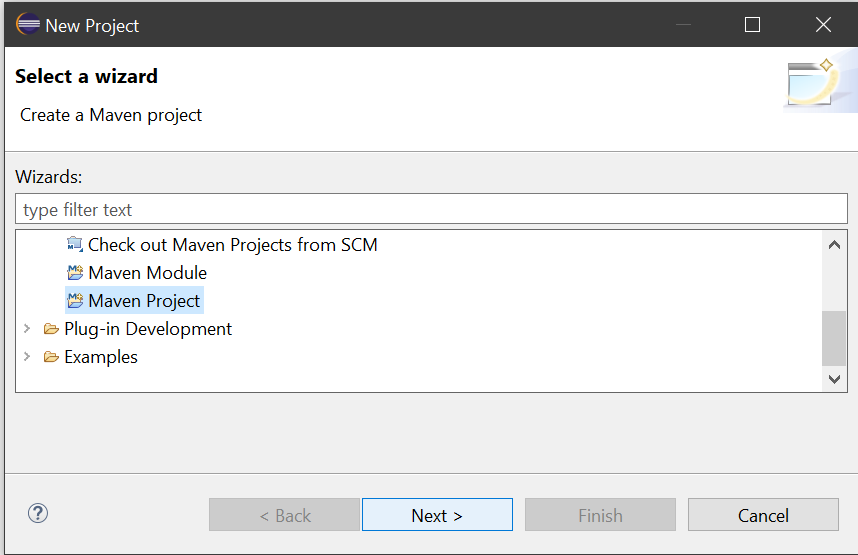 New Project
Select a wizard
Create a Maven project
Wizards:
type filter text
Check out Maven Projects from SCM
Maven Module
Maven Project
Plug-in Development
Examples
< Back Next > Finish Cancel